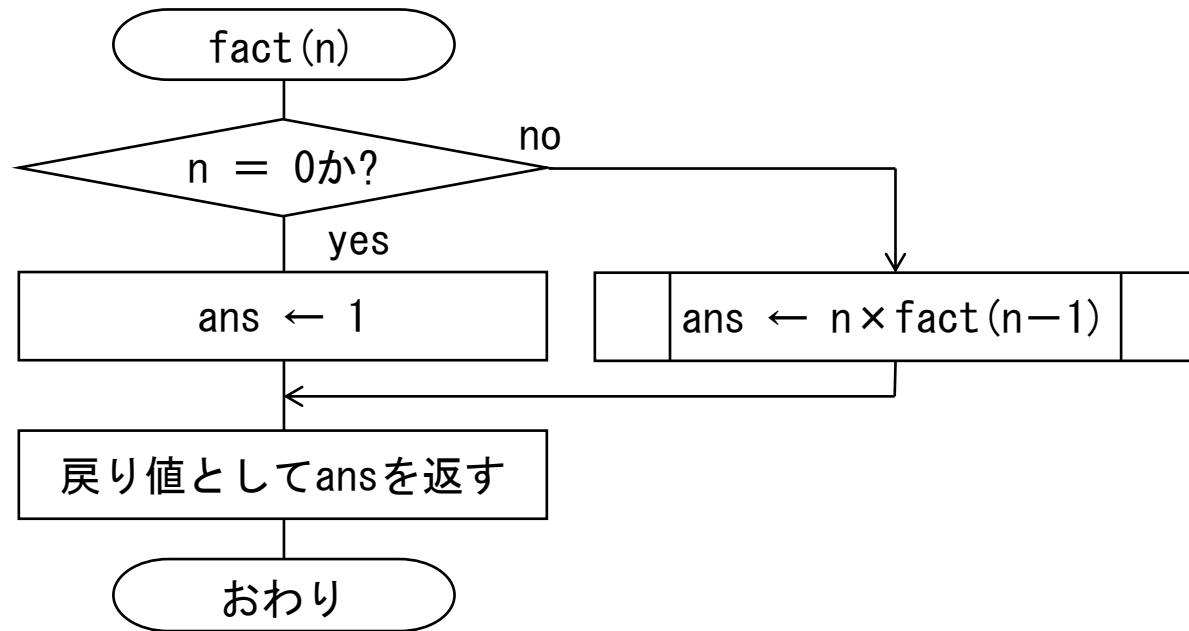 fact(n)
n = 0か?
no
yes
ans ← 1
ans ← n×fact(n−1)
戻り値としてansを返す
おわり